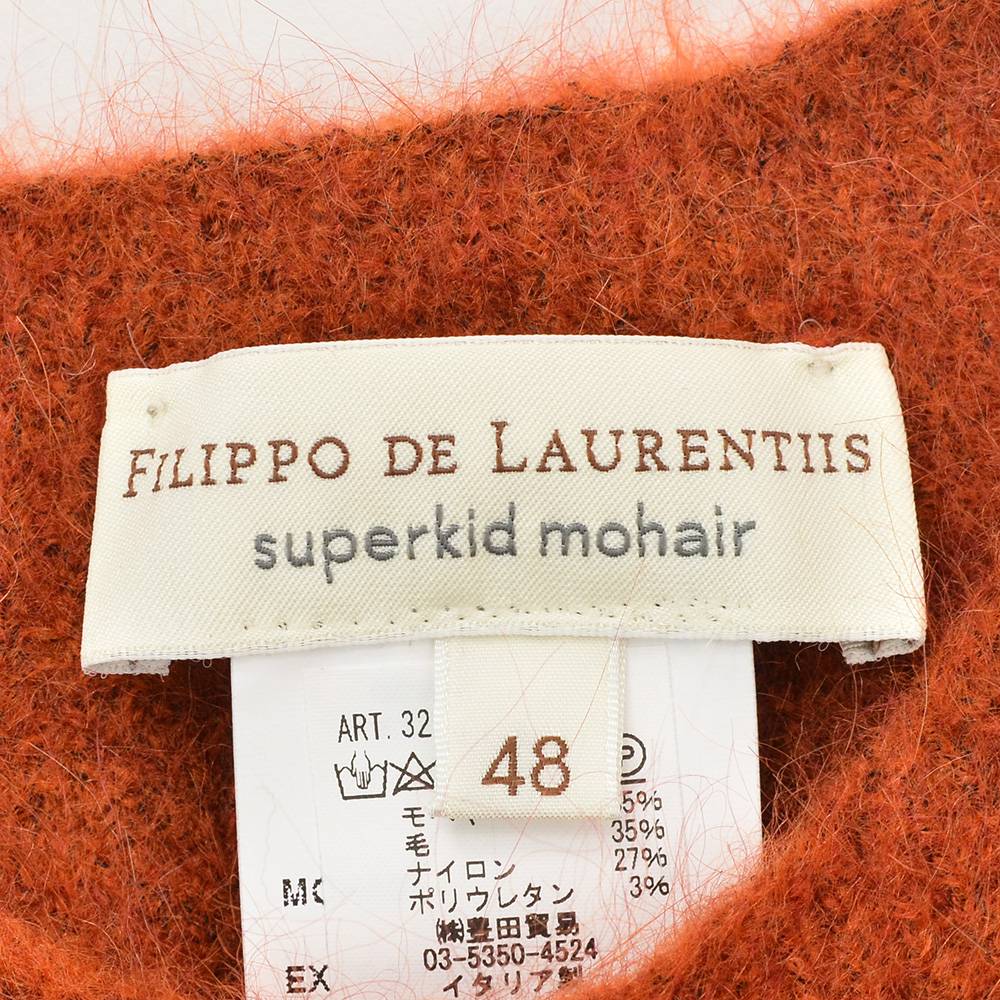 FILIPPO DE LAURENTIIS
superkid mohair
48
ART. 32
P
5%
毛 35%
ナイロン 27%
MC ポリウレタン 3%
㈱豊田貿易
03-5350-4524
EX イタリア製